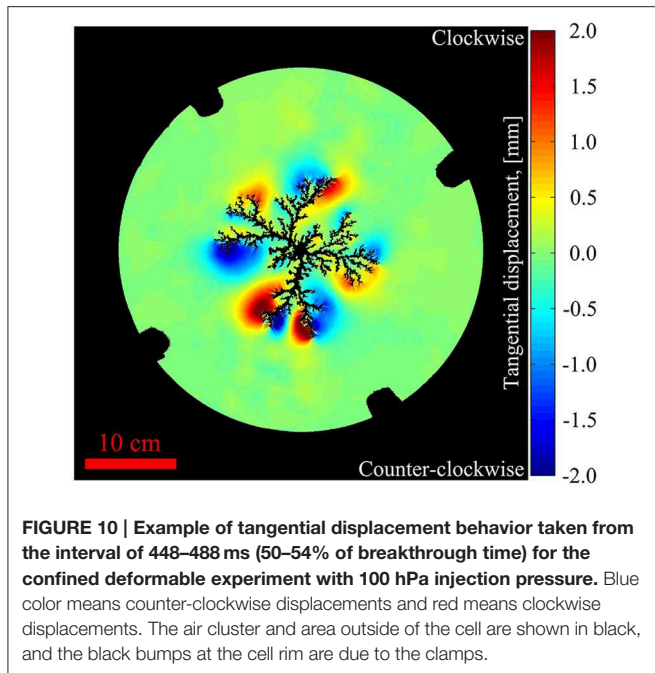 Clockwise
2.0
1.5
1.0
0.5
0.0
-0.5
-1.0
-1.5
-2.0
Tangential displacement, [mm]
10 cm
Counter-clockwise
FIGURE 10 | Example of tangential displacement behavior taken from
the interval of 448–488 ms (50–54% of breakthrough time) for the
confined deformable experiment with 100 hPa injection pressure. Blue
color means counter-clockwise displacements and red means clockwise
displacements. The air cluster and area outside of the cell are shown in black,
and the black bumps at the cell rim are due to the clamps.